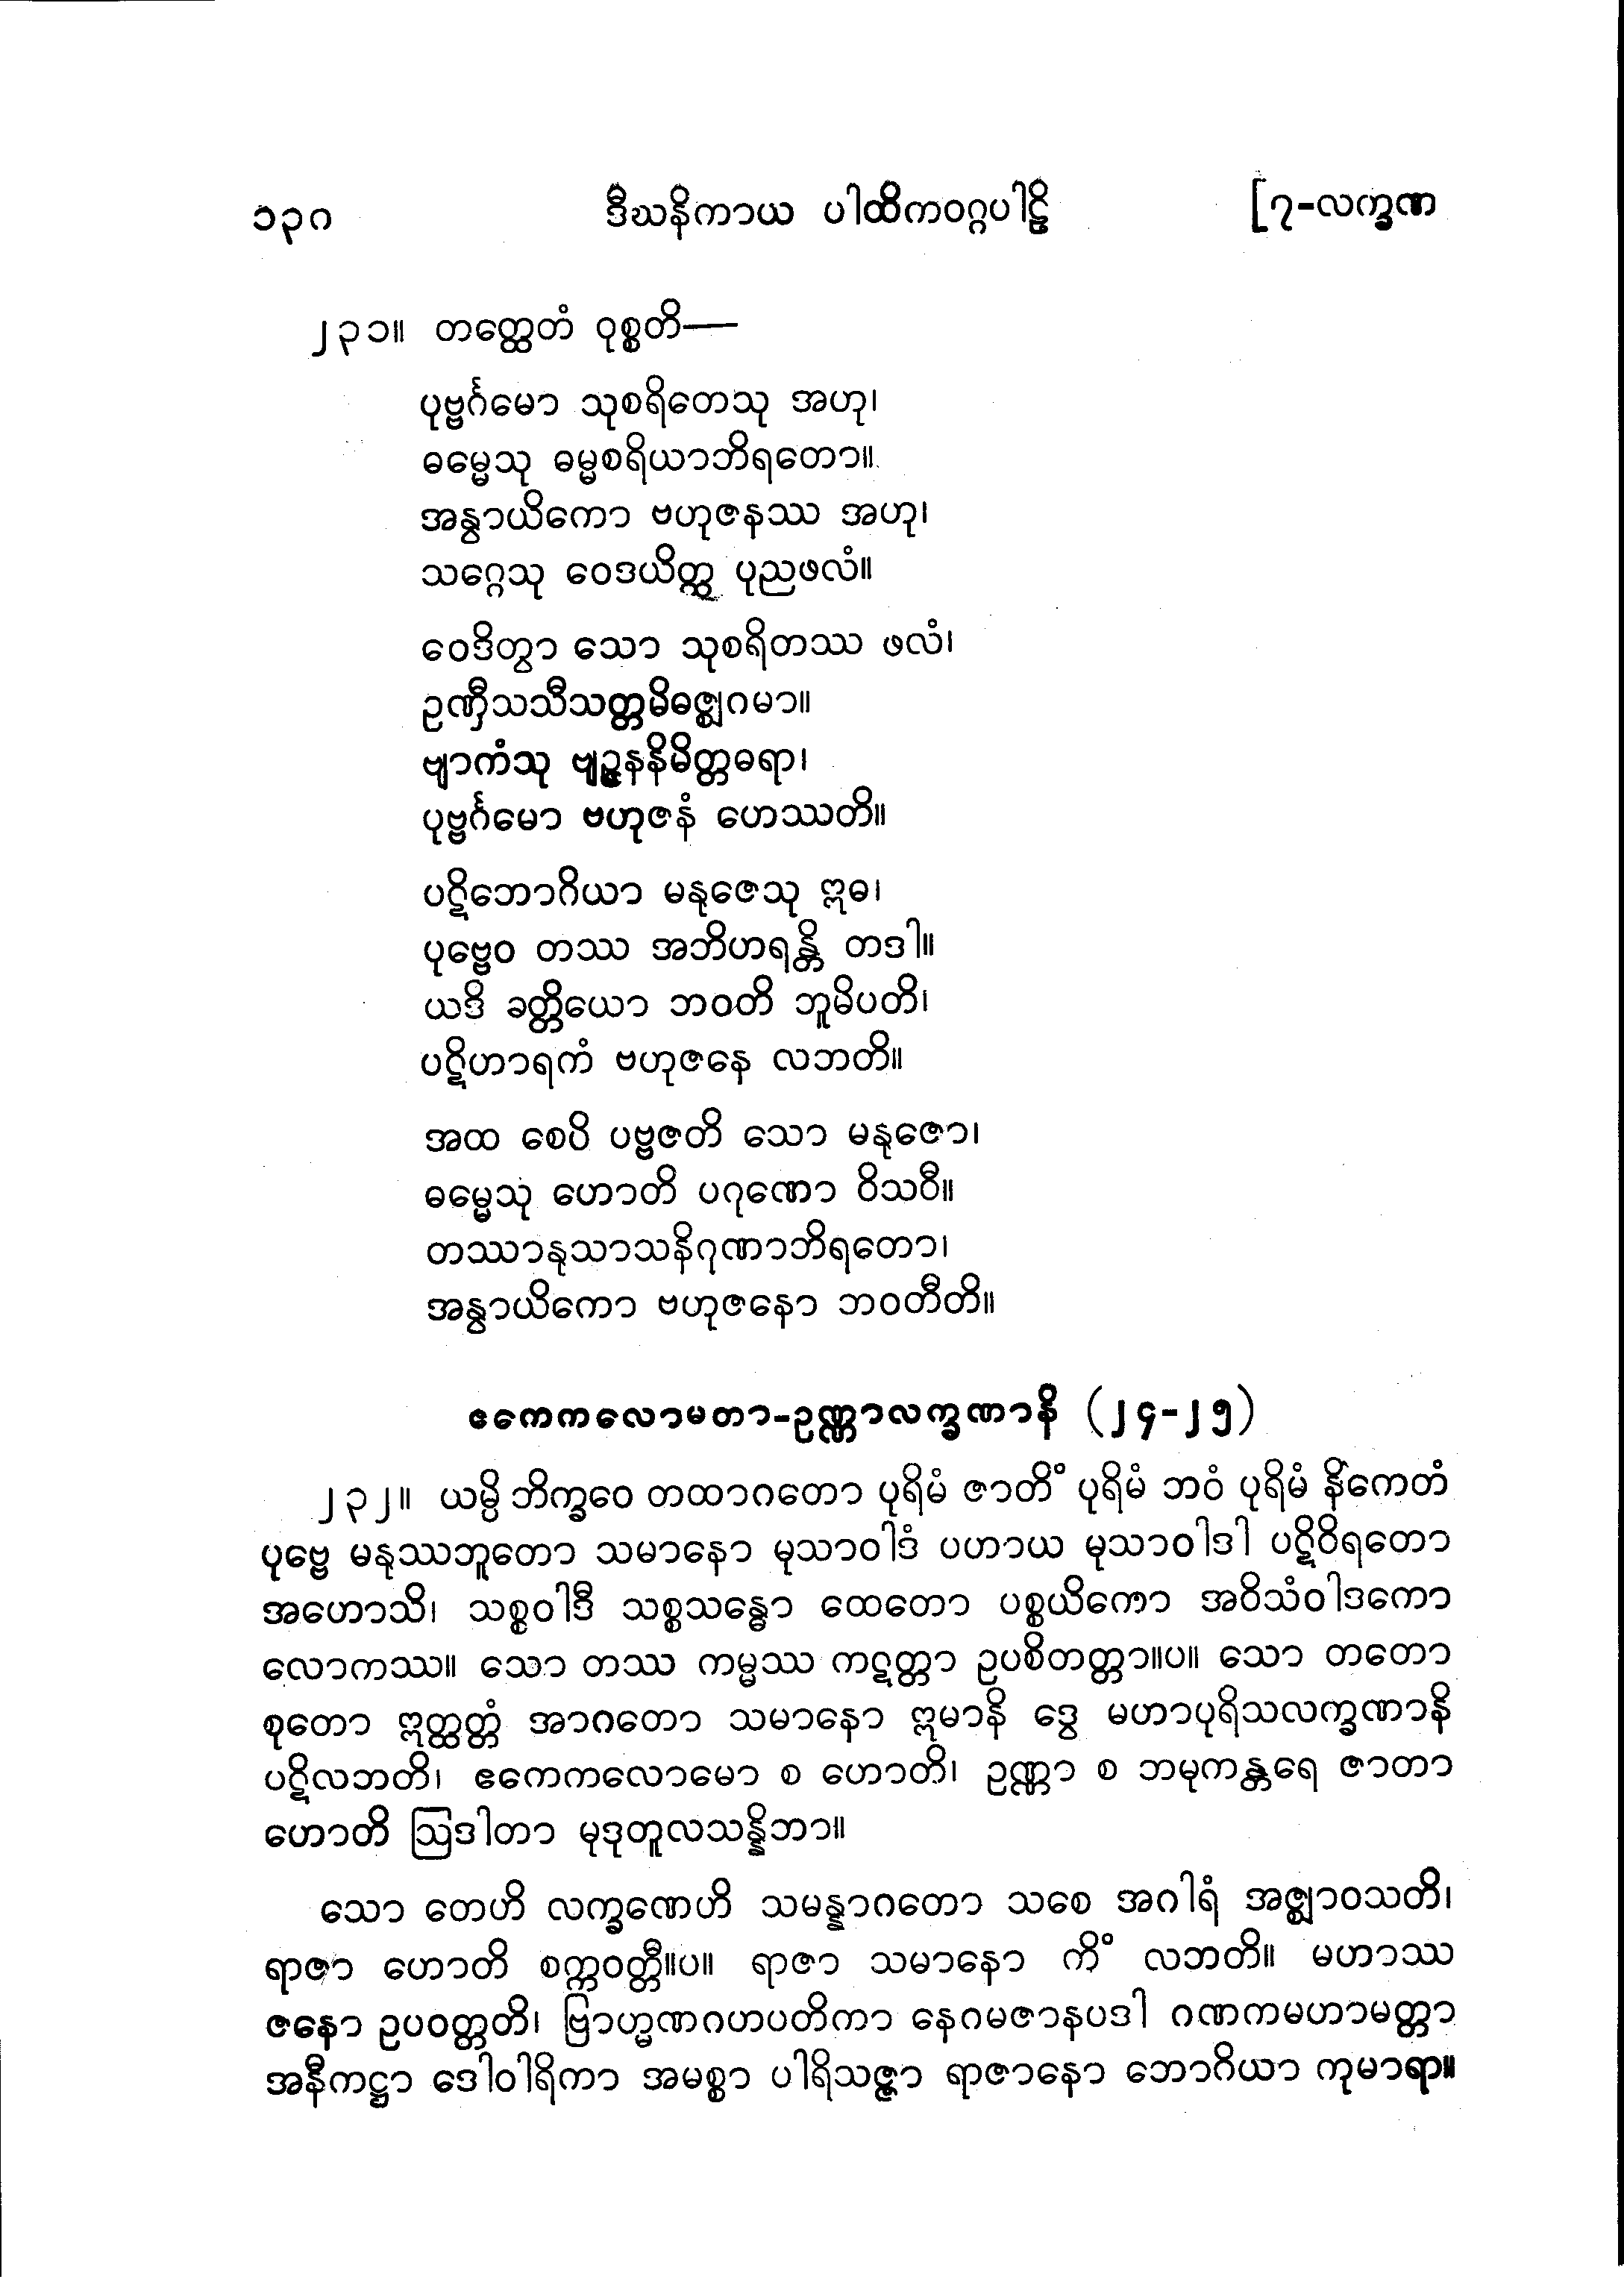 ၁၃ဂ ဒီဃနိကာယ ပါထိကဝဂ္ဂပါဠိ [၇-လက္ခဏ
၂၃၁။ တတ္ထေတံ ဝုစ္စတိ—
ပုဗ္ဗင်္ဂမော သုစရိတေသု အဟု၊
ဓမ္မေသု ဓမ္မစရိယာဘိရတော။
အန္ဝာယိကော ဗဟုဇနဿ အဟု၊
သဂ္ဂေသု ဝေဒယိတ္ထ ပုညဖလံ။
ဝေဒိတွာ သော သုစရိတဿ ဖလံ၊
ဥဏှီသသီသတ္တမိဓဇ္ဈဂမာ။
ဗျာကံသု ဗျဉ္ဇနနိမိတ္တဓရာ၊
ပုဗ္ဗင်္ဂမော ဗဟုဇနံ ဟေဿတိ။
ပဋိဘောဂိယာ မနုဇေသု ဣဓ၊
ပုဗ္ဗေဝ တဿ အဘိဟရန္တိ တဒါ။
ယဒိ ခတ္တိယော ဘဝတိ ဘူမိပတိ၊
ပဋိဟာရကံ ဗဟုဇနေ လဘတိ။
အထ စေပိ ပဗ္ဗဇတိ သော မနုဇော၊
ဓမ္မေသု ဟောတိ ပဂုဏော ဝိသဝီ။
တဿာနုသာသနိဂုဏာဘိရတော၊
အန္ဝာယိကော ဗဟုဇနော ဘဝတီတိ။
ဧကေကလောမတာ-ဥဏ္ဏာလက္ခဏာနိ (၂၄-၂၅)
၂၃၂။ ယမ္ပိ ဘိက္ခဝေ တထာဂတော ပုရိမံ ဇာတိံ ပုရိမံ ဘဝံ ပုရိမံ နိကေတံ
ပုဗ္ဗေ မနုဿဘူတော သမာနော မုသာဝါဒံ ပဟာယ မုသာဝါဒါ ပဋိဝိရတော
အဟောသိ၊ သစ္စဝါဒီ သစ္စသန္ဓော ထေတော ပစ္စယိကော အဝိသံဝါဒကော
လောကဿ။ သော တဿ ကမ္မဿ ကဋတ္တာ ဥပစိတတ္တာ။ပ။ သော တတော
စုတော ဣတ္ထတ္တံ အာဂတော သမာနော ဣမာနိ ဒွေ မဟာပုရိသလက္ခဏာနိ
ပဋိလဘတိ၊ ဧကေကလောမော စ ဟောတိ၊ ဥဏ္ဏာ စ ဘမုကန္တရေ ဇာတာ
ဟောတိ ဩဒါတာ မုဒုတူလသန္နိဘာ။
သော တေဟိ လက္ခဏေဟိ သမန္နာဂတော သစေ အဂါရံ အဇ္ဈာဝသတိ၊
ရာဇာ ဟောတိ စက္ကဝတ္တီ။ပ။ ရာဇာ သမာနော ကိံ လဘတိ။ မဟာဿ
ဇနော ဥပဝတ္တတိ၊ ဗြာဟ္မဏဂဟပတိကာ နေဂမဇာနပဒါ ဂဏကမဟာမတ္တာ
အနီကဋ္ဌာ ဒေါဝါရိကာ အမစ္စာ ပါရိသဇ္ဇာ ရာဇာနော ဘောဂိယာ ကုမာရာ။